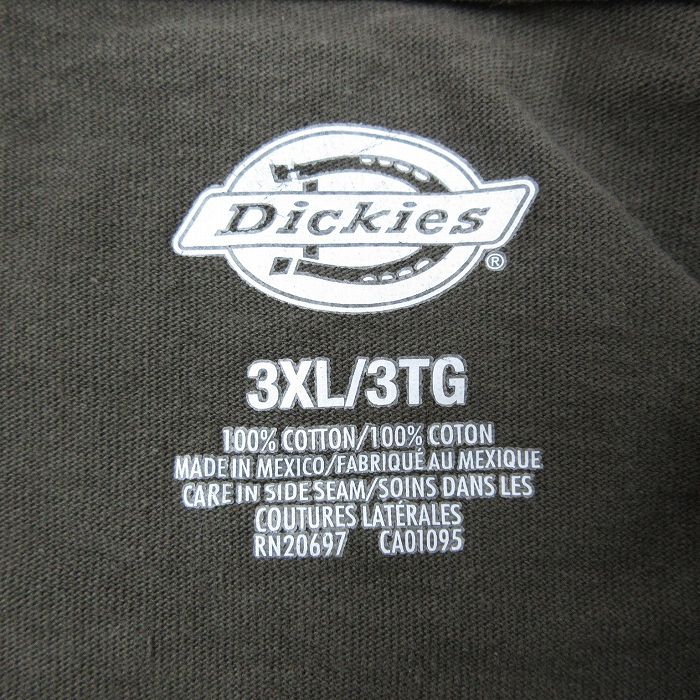 Dickies
®
3XL/3TG
100% COTTON/100% COTON
MADE IN MEXICO/FABRIQUÉ AU MEXIQUE
CARE IN SIDE SEAM/SOINS DANS LES
COUTURES LATÉRALES
RN20697 CA01095